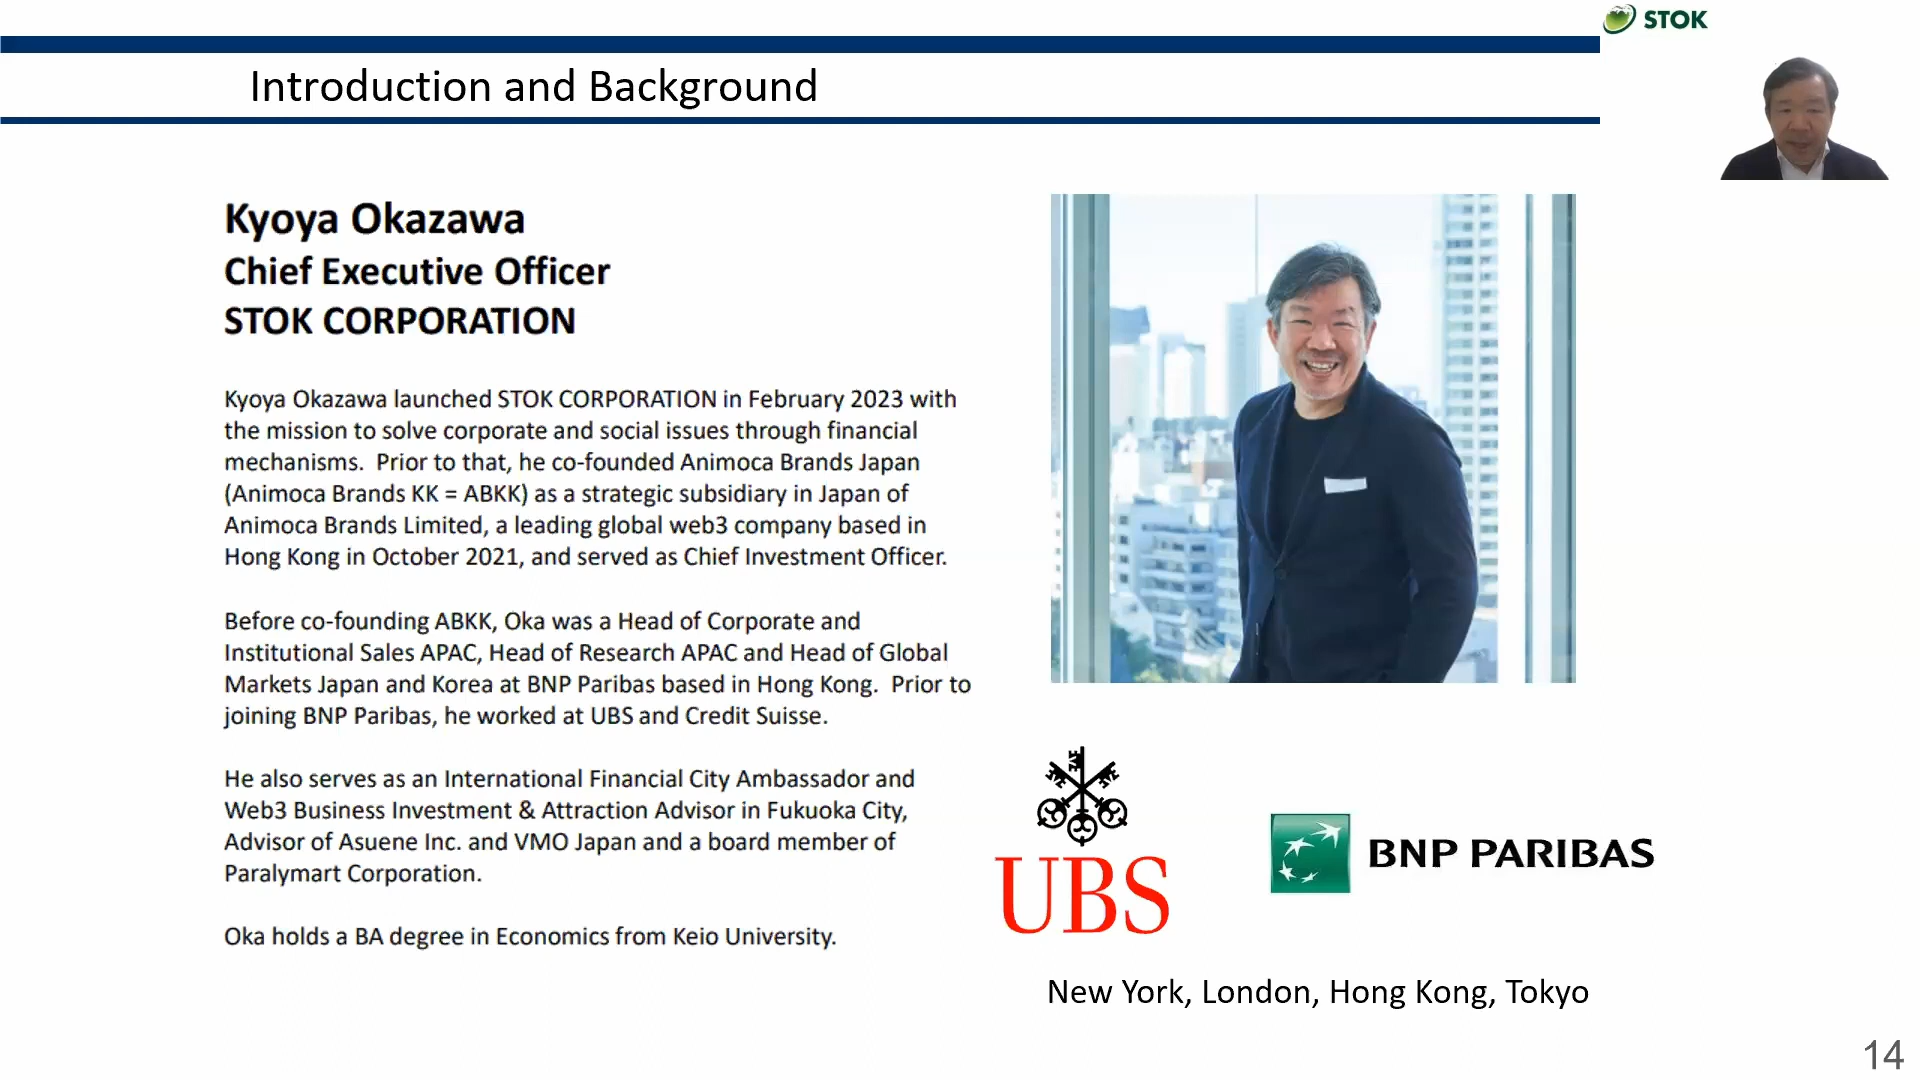 STOK
Introduction and Background
Kyoya Okazawa
Chief Executive Officer
STOK CORPORATION
Kyoya Okazawa launched STOK CORPORATION in February 2023 with
the mission to solve corporate and social issues through financial
mechanisms.  Prior to that, he co-founded Animoca Brands Japan
(Animoca Brands KK = ABKK) as a strategic subsidiary in Japan of
Animoca Brands Limited, a leading global web3 company based in
Hong Kong in October 2021, and served as Chief Investment Officer.
Before co-founding ABKK, Oka was a Head of Corporate and
Institutional Sales APAC, Head of Research APAC and Head of Global
Markets Japan and Korea at BNP Paribas based in Hong Kong.  Prior to
joining BNP Paribas, he worked at UBS and Credit Suisse.
He also serves as an International Financial City Ambassador and
Web3 Business Investment & Attraction Advisor in Fukuoka City,
Advisor of Asuene Inc. and VMO Japan and a board member of
Paralymart Corporation.
Oka holds a BA degree in Economics from Keio University.
UBS
BNP PARIBAS
New York, London, Hong Kong, Tokyo
14